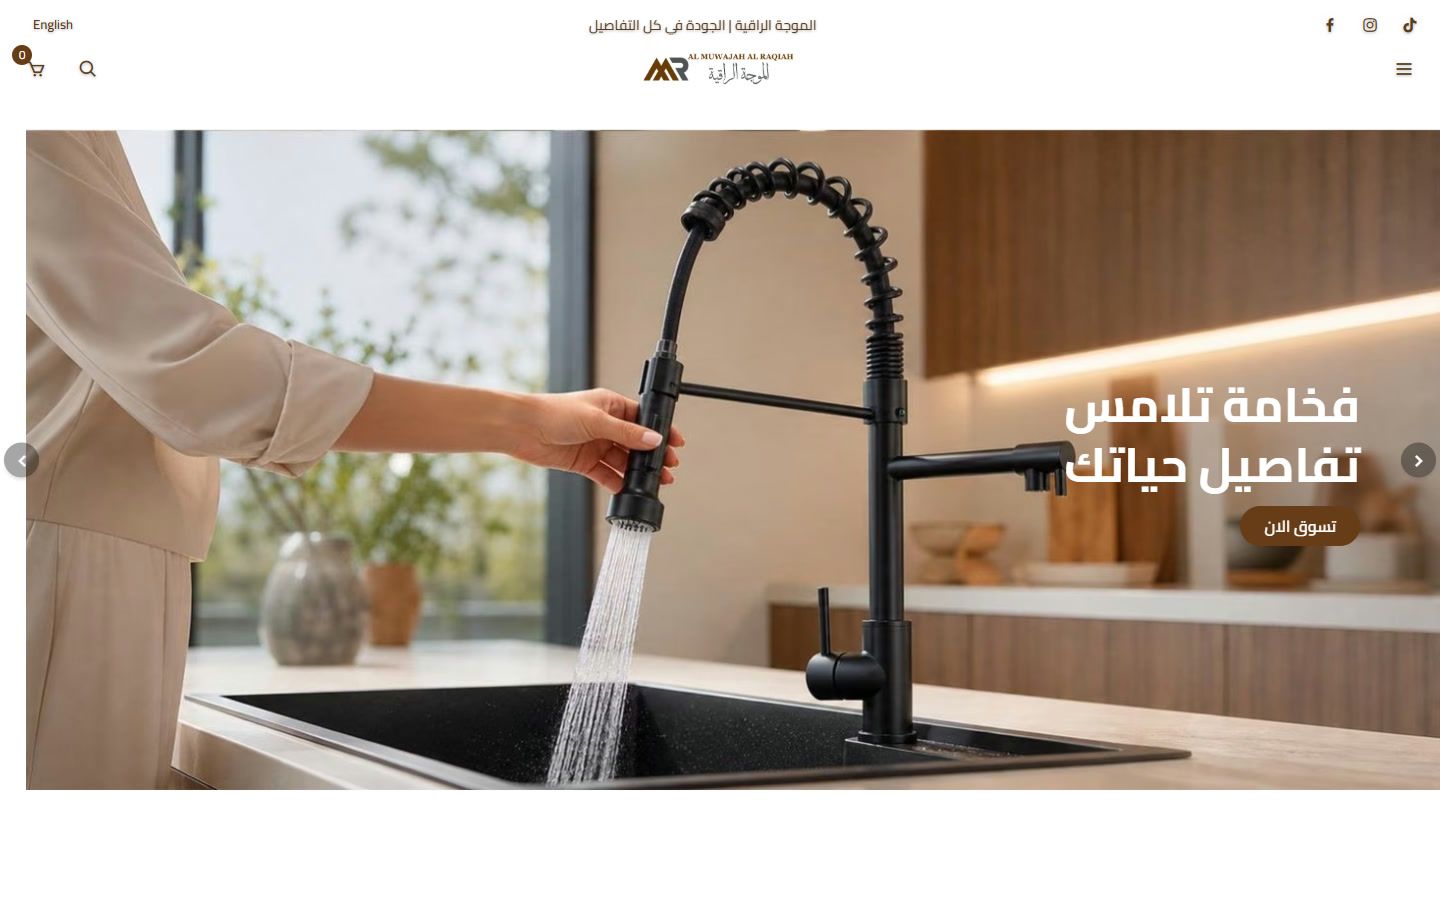 English
الموجة الراقية | الجودة في كل التفاصيل
0
AL MUWAJAH AL RAQIAH
الموجة الراقية
فخامة تلامس
تفاصيل حياتك
تسوق الان